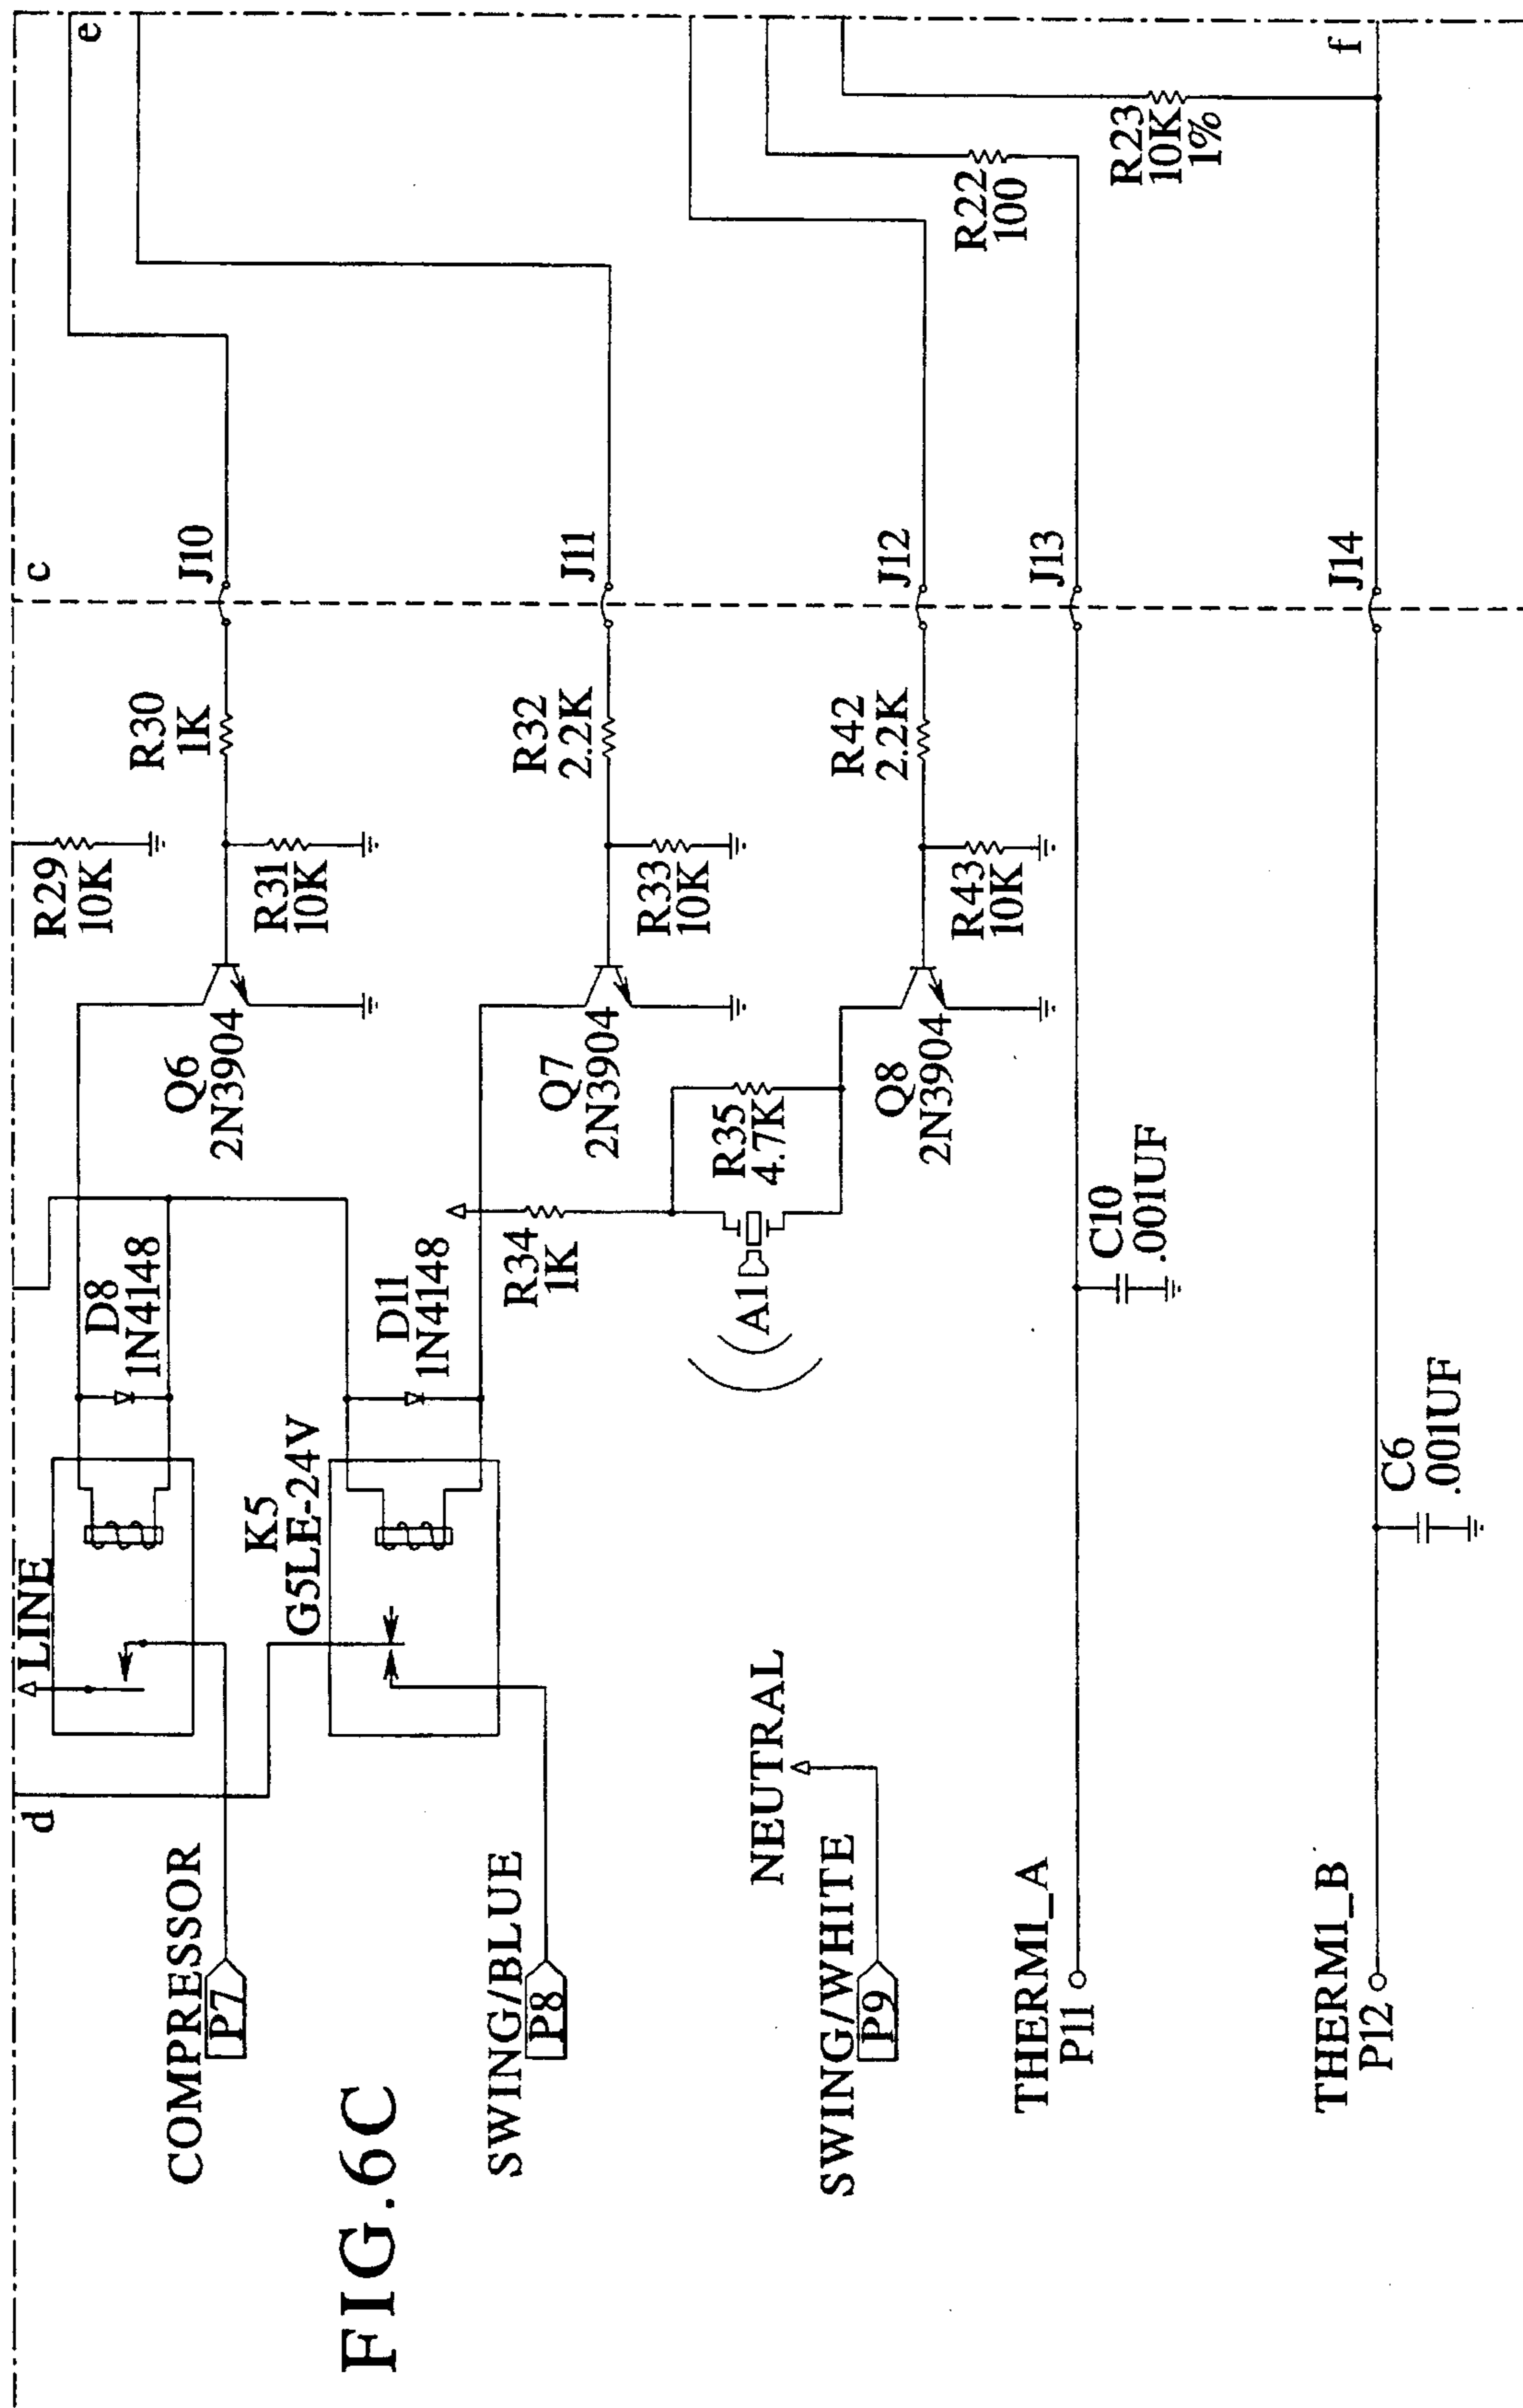 FIG.6C
COMPRESSOR
P7
SWING/BLUE
P8
SWING/WHITE
P9
NEUTRAL
THERM1_A
P11
THERM1_B
P12
d
LINE
K5
G5LE-24V
D8
1N4148
D11
1N4148
A1
R34
1K
R35
4.7K
Q6
2N3904
Q7
2N3904
Q8
2N3904
C10
.001UF
C6
.001UF
R29
10K
R31
10K
R33
10K
R43
10K
R30
1K
R32
2.2K
R42
2.2K
c
J10
J11
J12
J13
J14
R22
100
R23
10K
1%
e
f